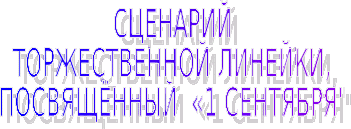 СЦЕНАРИЙ
ТОРЖЕСТВЕННОЙ ЛИНЕЙКИ,
ПОСВЯЩЁННЫЙ «1 СЕНТЯБРЯ!